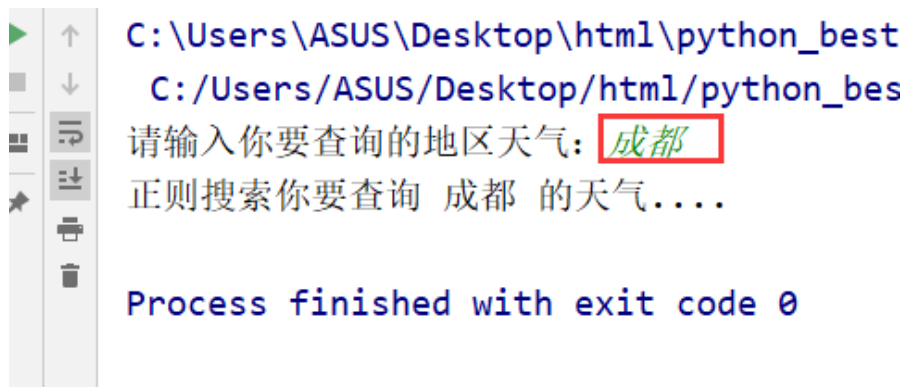 C:\Users\ASUS\Desktop\html\python_best
C:/Users/ASUS/Desktop/html/python_bes
请输入你要查询的地区天气：成都
正则搜索你要查询 成都 的天气....
Process finished with exit code 0